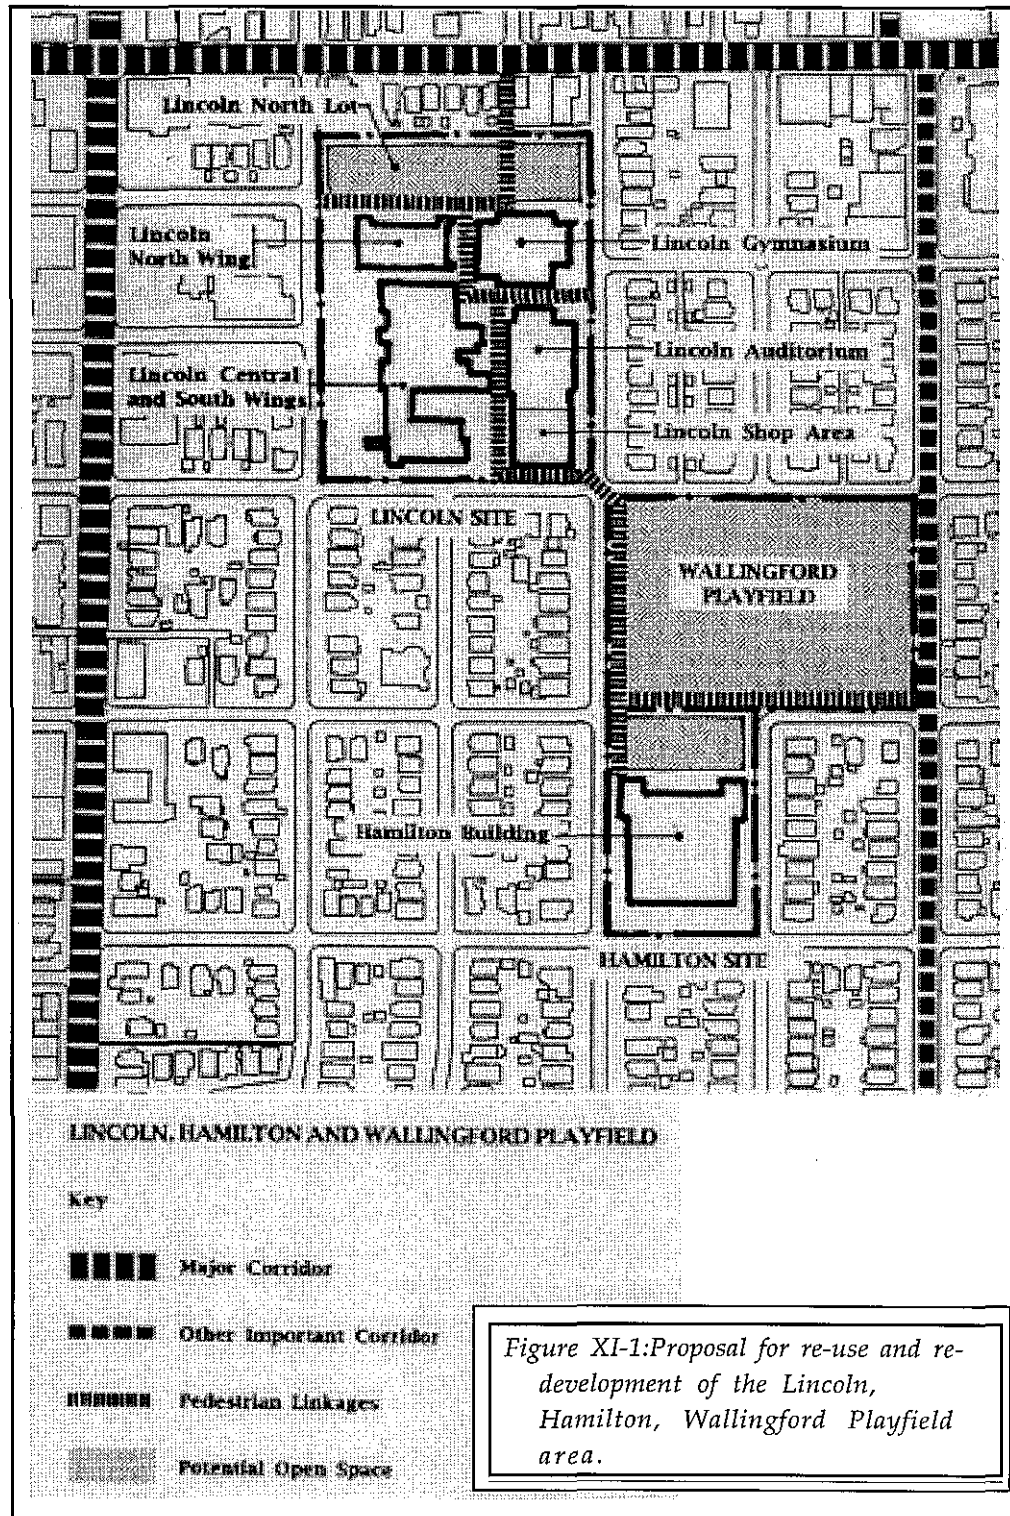 Lincoln North Lot
Lincoln
North Wing
Lincoln Gymnasium
Lincoln Auditorium
Lincoln Central
and South Wings
Lincoln Shop Area
LINCOLN SITE
WALLINGFORD
PLAYFIELD
Hamilton Building
HAMILTON SITE
LINCOLN, HAMILTON AND WALLINGFORD PLAYFIELD
Key
Major Corridor
Other Important Corridor
Pedestrian Linkages
Potential Open Space
Figure XI-1:Proposal for re-use and re-
development of the Lincoln,
Hamilton, Wallingford Playfield
area.